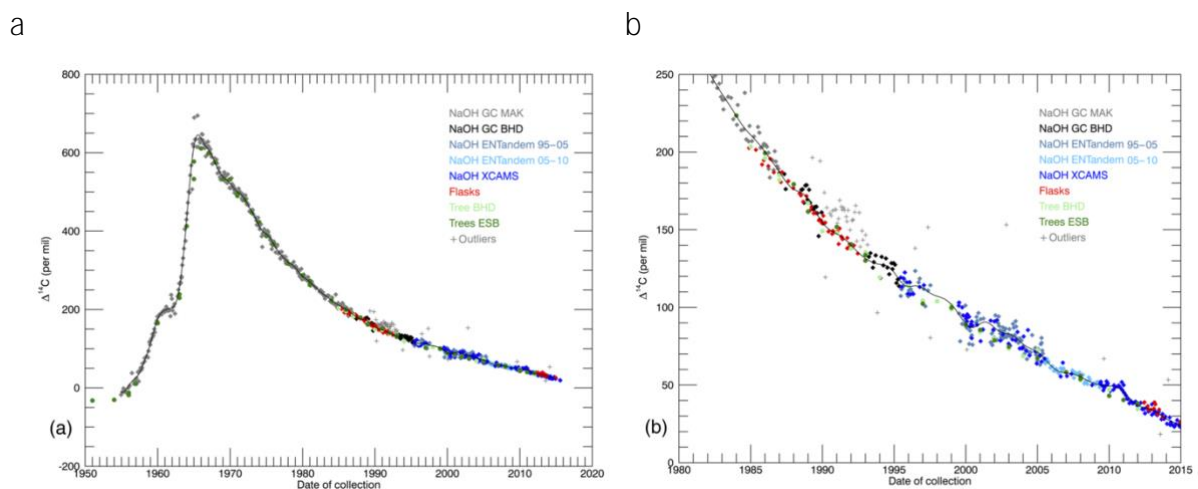 a
b
800
600
400
200
0
-200
1950
1960
1970
1980
1990
2000
2010
2020
Δ14C (per mil)
Date of collection
NaOH GC MAK
NaOH GC BHD
NaOH ENTandem 95-05
NaOH ENTandem 05-10
NaOH XCAMS
Flasks
Tree BHD
Trees ESB
+Outliers
(a)
250
200
150
100
50
0
1980
1985
1990
1995
2000
2005
2010
2015
Δ14C (per mil)
Date of collection
NaOH GC MAK
NaOH GC BHD
NaOH ENTandem 95-05
NaOH ENTandem 05-10
NaOH XCAMS
Flasks
Tree BHD
Trees ESB
+Outliers
(b)